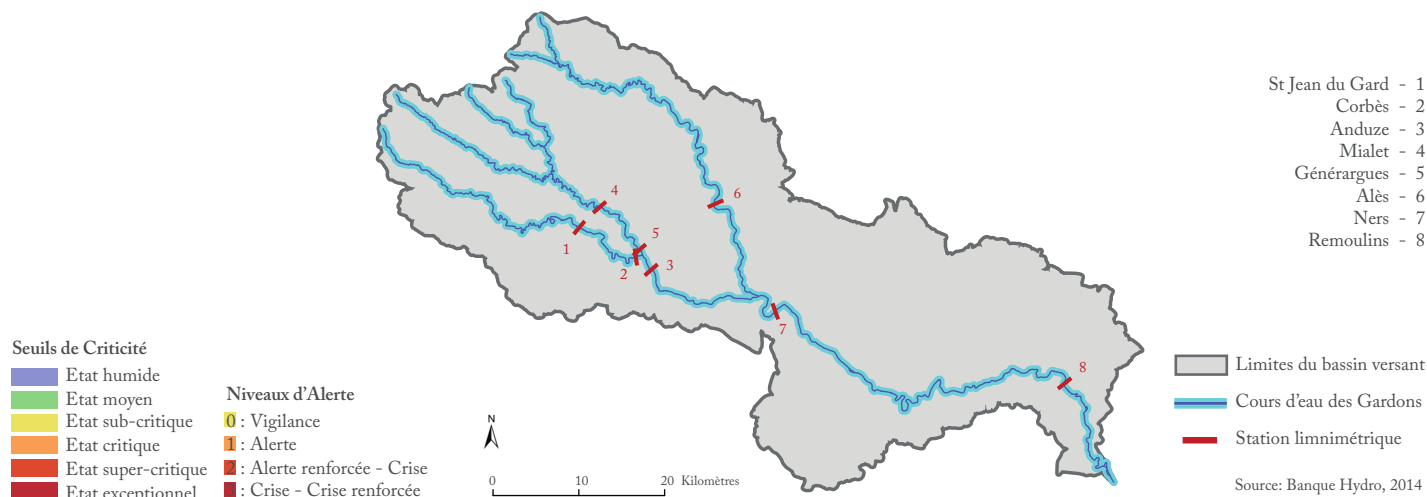 St Jean du Gard - 1
Corbès - 2
Anduze - 3
Mialet - 4
Générargues - 5
Alès - 6
Ners - 7
Remoulins - 8
6
4
1
5
2
3
7
8
Seuils de Criticité
Etat humide
Etat moyen
Etat sub-critique
Etat critique
Etat super-critique
Etat exceptionnel
Niveaux d'Alerte
0 : Vigilance
1 : Alerte
2 : Alerte renforcée - Crise
3 : Crise - Crise renforcée
N
0 10 20 Kilomètres
Limites du bassin versant
Cours d'eau des Gardons
Station limnimétrique
Source: Banque Hydro, 2014